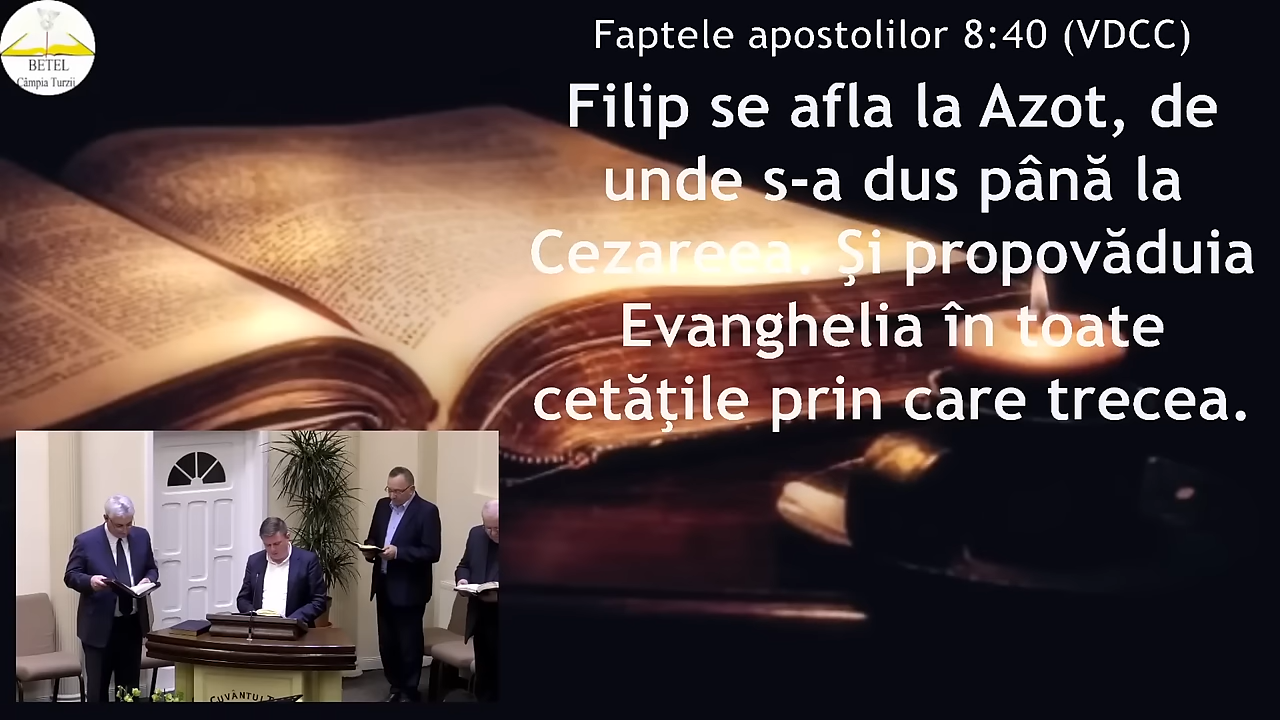 BETEL
Câmpia Turzii
Faptele apostolilor 8:40 (VDCC)
Filip se afla la Azot, de
unde s-a dus până la
Cezareea. Şi propovăduia
Evanghelia în toate
cetăţile prin care trecea.
CUVÂNTUL